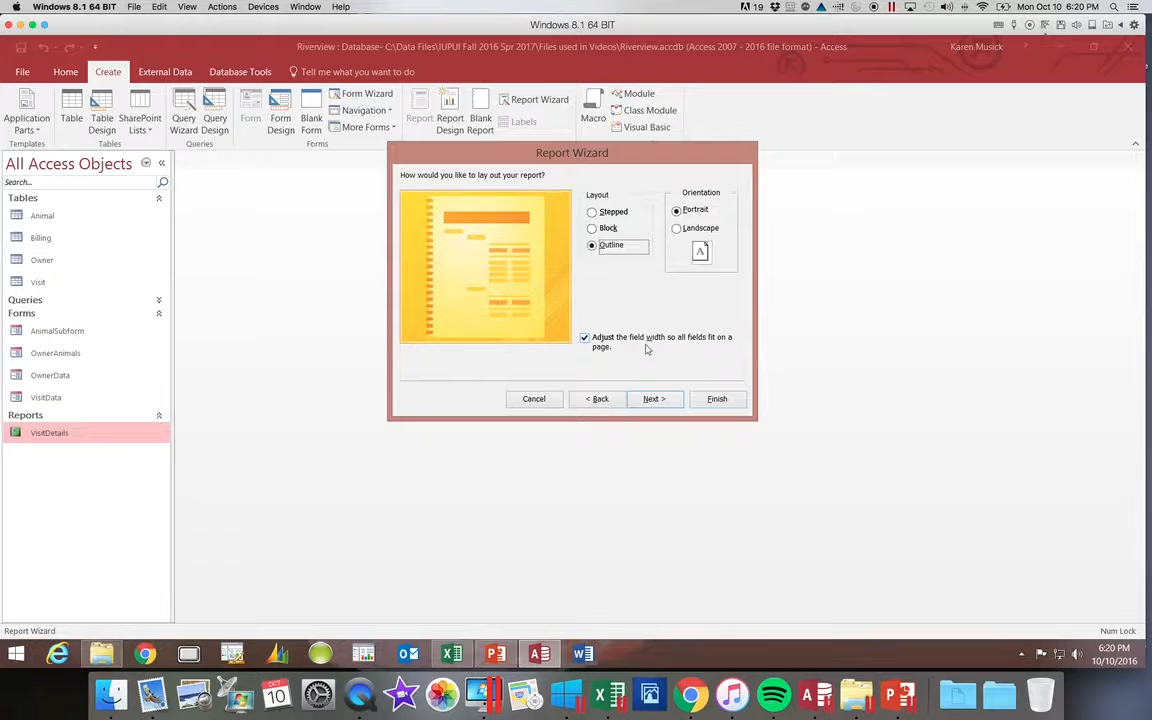 Windows 8.1 64 BIT File Edit View Actions Devices Window Help 19 Mon Oct 10 6:20 PM
Windows 8.1 64 BIT
Riverview : Database- C:\Data Files\IUPUI Fall 2016 Spr 2017\Files used in Videos\Riverview.accdb (Access 2007 - 2016 file format) - Access Karen Musick ?
File Home Create External Data Database Tools Tell me what you want to do
Application Parts Table Table Design SharePoint Lists Query Wizard Query Design Form Form Design Blank Form Form Wizard Navigation More Forms Report Report Design Blank Report Report Wizard Labels Macro Module Class Module Visual Basic
Templates Tables Queries Forms
All Access Objects «
Search...
Tables
Animal
Billing
Owner
Visit
Queries
Forms
AnimalSubform
OwnerAnimals
OwnerData
VisitData
Reports
VisitDetails
Report Wizard
How would you like to lay out your report?
Layout
Stepped
Block
Outline
Orientation
Portrait
Landscape
A
Adjust the field width so all fields fit on a
page.
Cancel < Back Next > Finish
Report Wizard Num Lock
6:20 PM
10/10/2016
OCT
10